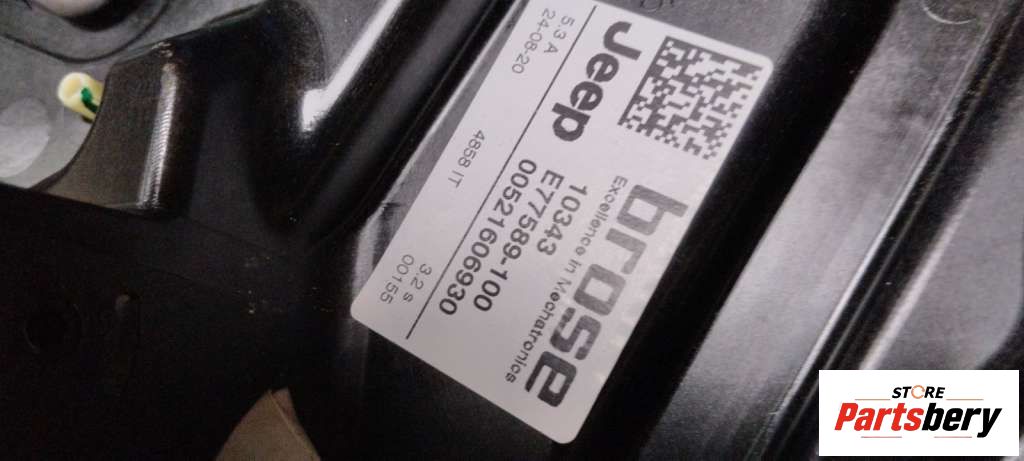 brose
Excellence in Mechatronics
10343
E77589-100
Jeep
00521606930
5.3 A
4658 IT
3.2 s
24-08-20
00155
STORE
Partsbery